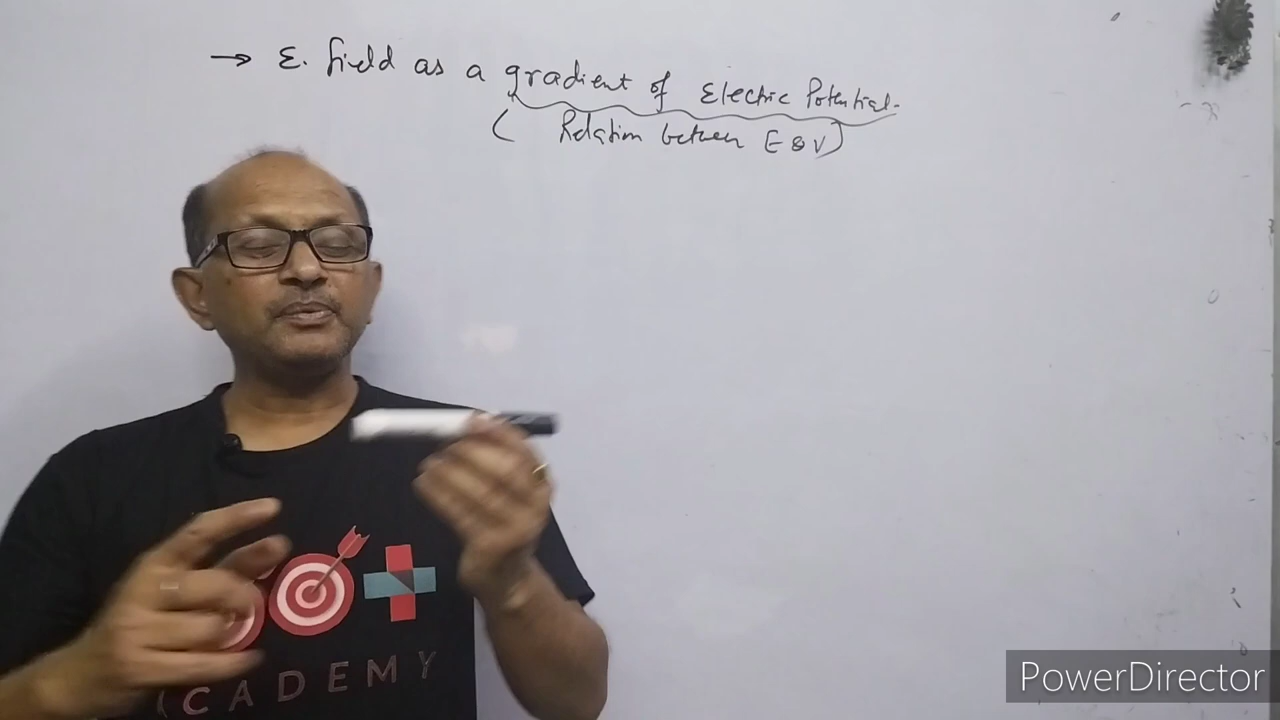 → E. field as a gradient of Electric Potential.
( Relation between E & V )
ACADEMY
PowerDirector